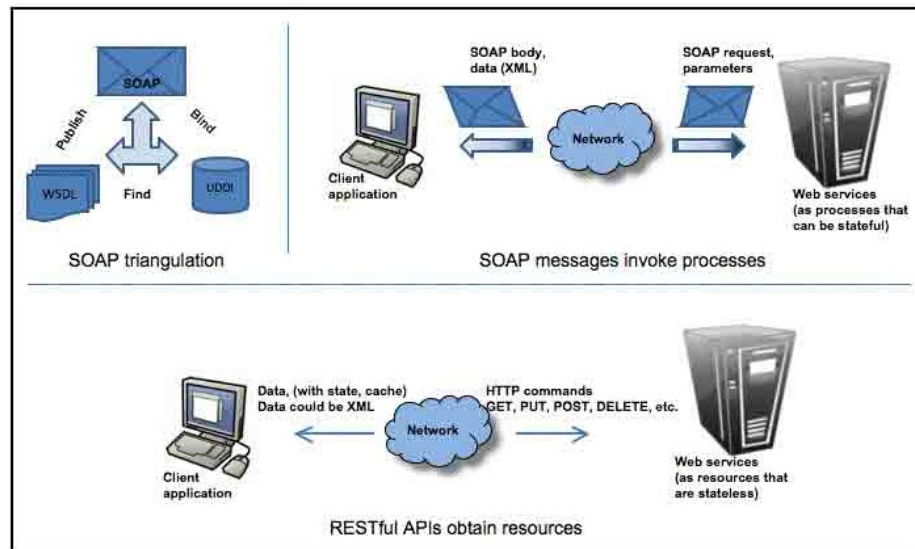 SOAP
Publish
Bind
WSDL
Find
UDDI
SOAP triangulation
SOAP body,
data (XML)
SOAP request,
parameters
Network
Client
application
Web services
(as processes that
can be stateful)
SOAP messages invoke processes
Data, (with state, cache)
Data could be XML
HTTP commands
GET, PUT, POST, DELETE, etc.
Network
Client
application
Web services
(as resources that
are stateless)
RESTful APIs obtain resources